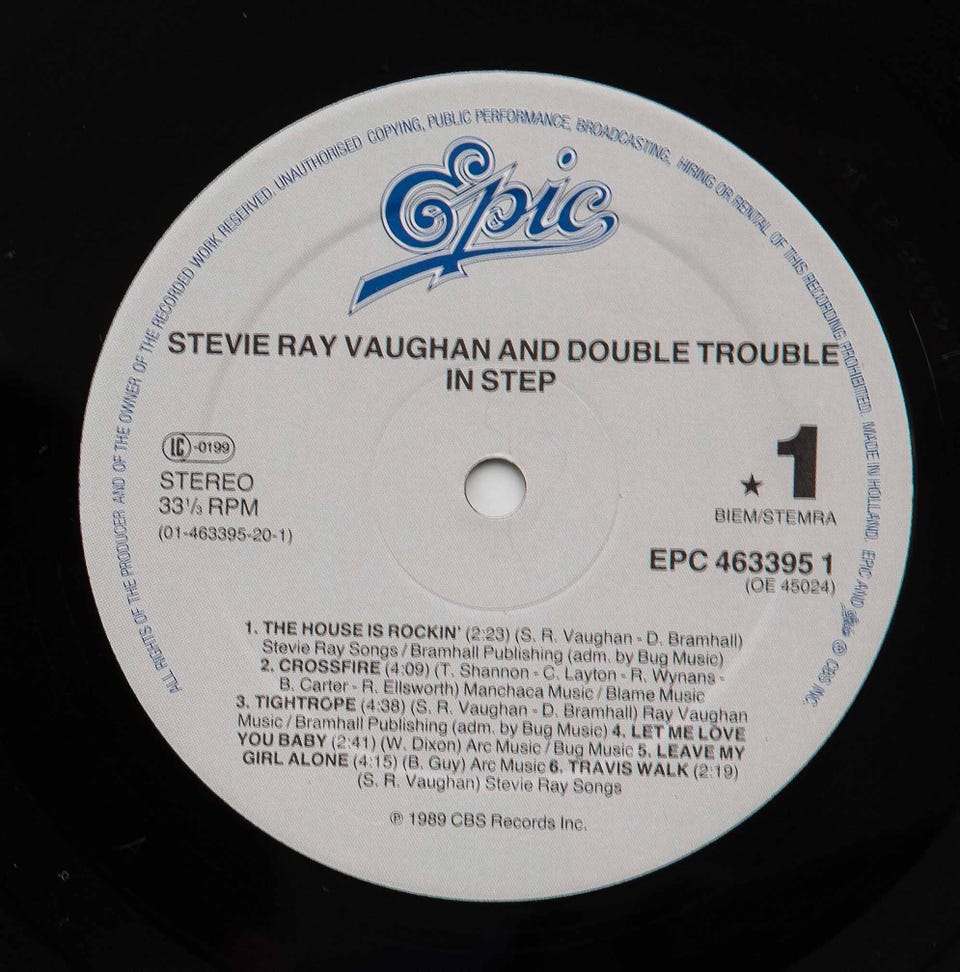 ALL RIGHTS OF THE PRODUCER AND OF THE OWNER OF THE RECORDED WORK RESERVED. UNAUTHORISED COPYING, PUBLIC PERFORMANCE, BROADCASTING, HIRING OR RENTAL OF THIS RECORDING PROHIBITED. MADE IN HOLLAND. EPIC AND ® CBS INC.
Epic
STEVIE RAY VAUGHAN AND DOUBLE TROUBLE
IN STEP
LC-0199
STEREO
33⅓ RPM
(01-463395-20-1)
★ 1
BIEM/STEMRA
EPC 463395 1
(OE 45024)
1. THE HOUSE IS ROCKIN' (2:23) (S. R. Vaughan - D. Bramhall)
Stevie Ray Songs / Bramhall Publishing (adm. by Bug Music)
2. CROSSFIRE (4:09) (T. Shannon - C. Layton - R. Wynans -
B. Carter - R. Ellsworth) Manchaca Music / Blame Music
3. TIGHTROPE (4:38) (S. R. Vaughan - D. Bramhall) Ray Vaughan
Music / Bramhall Publishing (adm. by Bug Music) 4. LET ME LOVE
YOU BABY (2:41) (W. Dixon) Arc Music / Bug Music 5. LEAVE MY
GIRL ALONE (4:15) (B. Guy) Arc Music 6. TRAVIS WALK (2:19)
(S. R. Vaughan) Stevie Ray Songs
℗ 1989 CBS Records Inc.